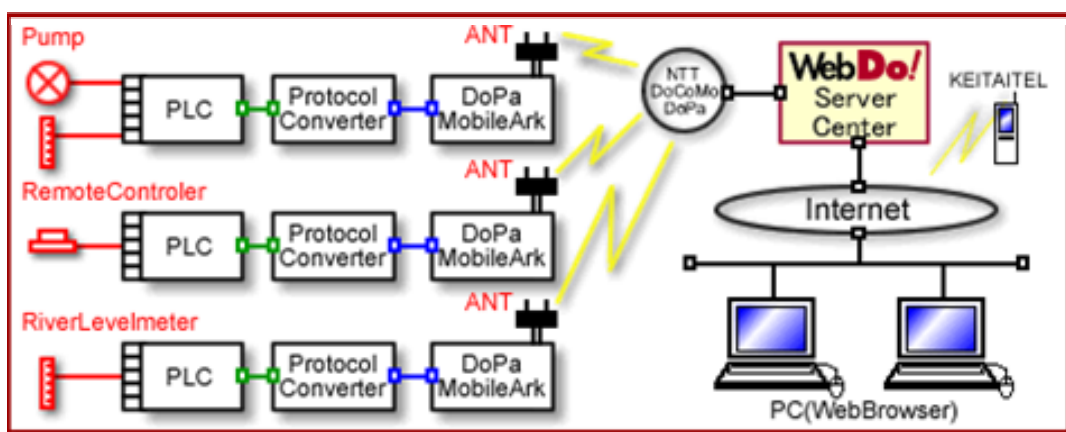 Pump
ANT
PLC
Protocol
Converter
DoPa
MobileArk
NTT
DoCoMo
DoPa
WebDo!
Server
Center
KEITAITEL
RemoteControler
ANT
PLC
Protocol
Converter
DoPa
MobileArk
Internet
RiverLevelmeter
ANT
PLC
Protocol
Converter
DoPa
MobileArk
PC(WebBrowser)